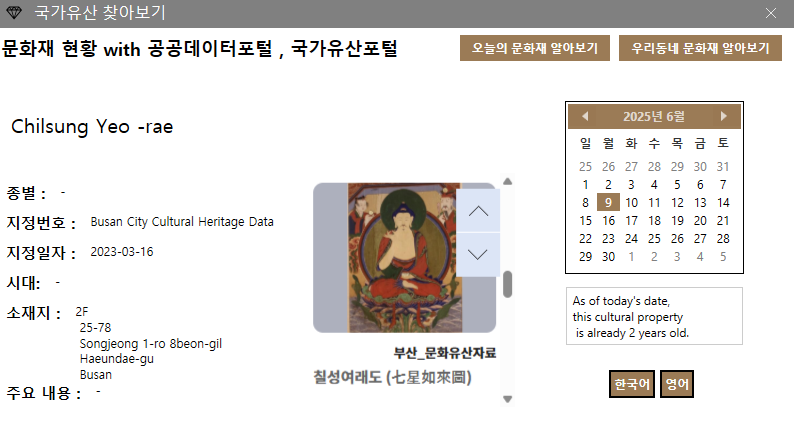 국가유산 찾아보기
문화재 현황 with 공공데이터포털 , 국가유산포털
오늘의 문화재 알아보기
우리동네 문화재 알아보기
Chilsung Yeo -rae
종별 : -
지정번호 : Busan City Cultural Heritage Data
지정일자 : 2023-03-16
시대: -
소재지 : 2F
25-78
Songjeong 1-ro 8beon-gil
Haeundae-gu
Busan
주요 내용 : -
부산_문화유산자료
칠성여래도 (七星如來圖)
2025년 6월
일 월 화 수 목 금 토
25 26 27 28 29 30 31
1 2 3 4 5 6 7
8 9 10 11 12 13 14
15 16 17 18 19 20 21
22 23 24 25 26 27 28
29 30 1 2 3 4 5
As of today's date,
this cultural property
is already 2 years old.
한국어
영어